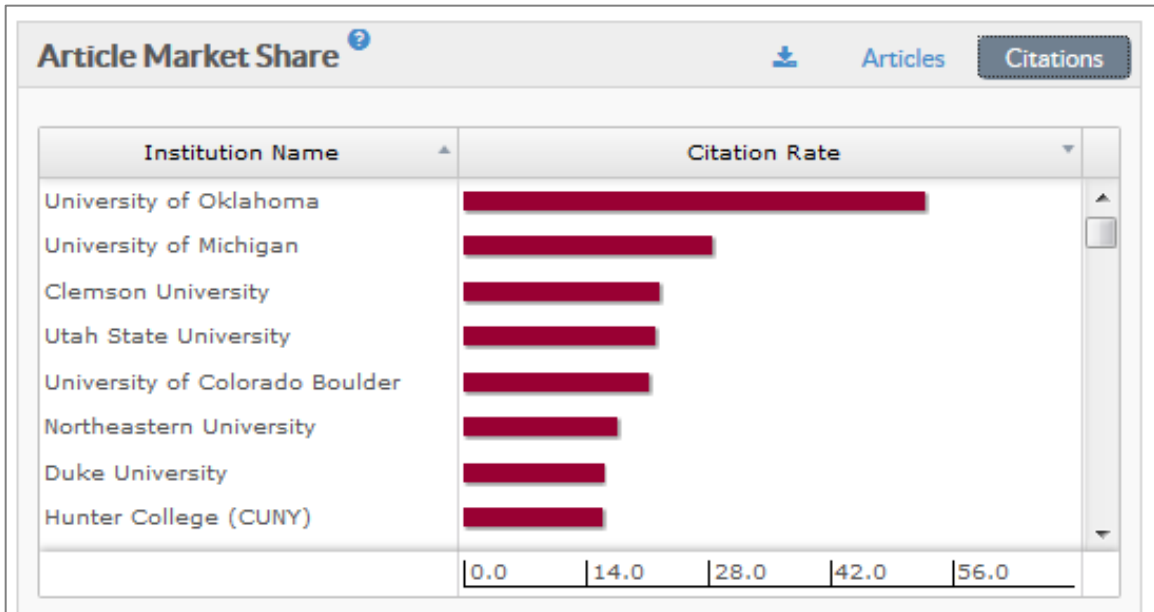 Article Market Share ?
Articles
Citations
Institution Name
Citation Rate
University of Oklahoma
University of Michigan
Clemson University
Utah State University
University of Colorado Boulder
Northeastern University
Duke University
Hunter College (CUNY)
0.0 14.0 28.0 42.0 56.0